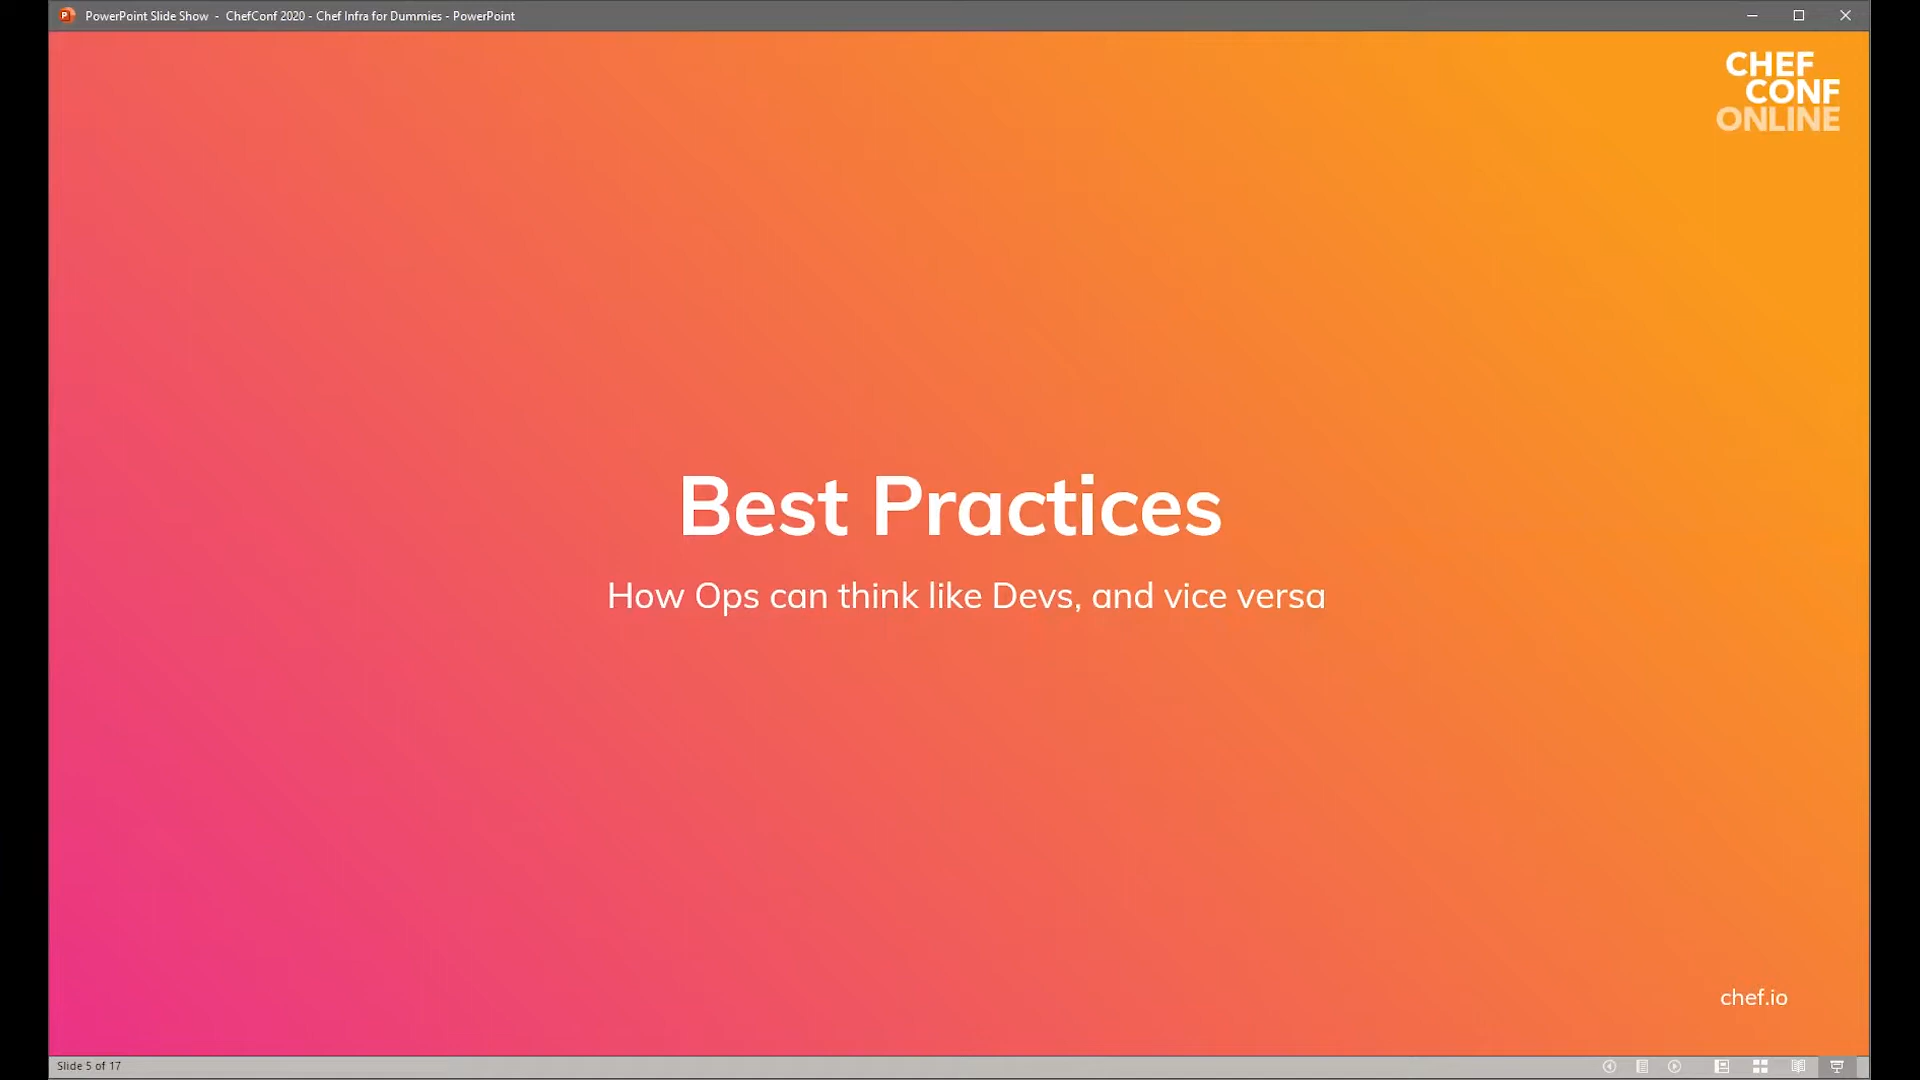 PowerPoint Slide Show - ChefConf 2020 - Chef Infra for Dummies - PowerPoint
CHEF
CONF
ONLINE
Best Practices
How Ops can think like Devs, and vice versa
chef.io
Slide 5 of 17